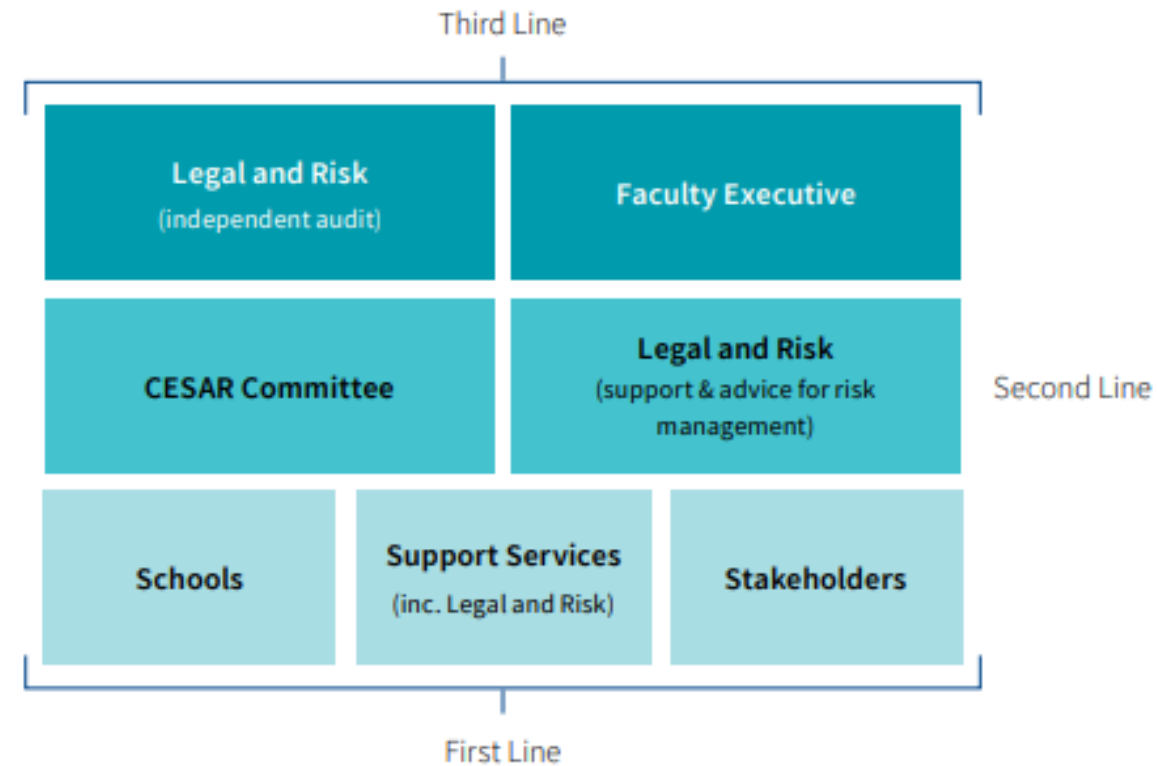 Third Line
Legal and Risk
(independent audit)
Faculty Executive
CESAR Committee
Legal and Risk
(support & advice for risk
management)
Second Line
Schools
Support Services
(inc. Legal and Risk)
Stakeholders
First Line